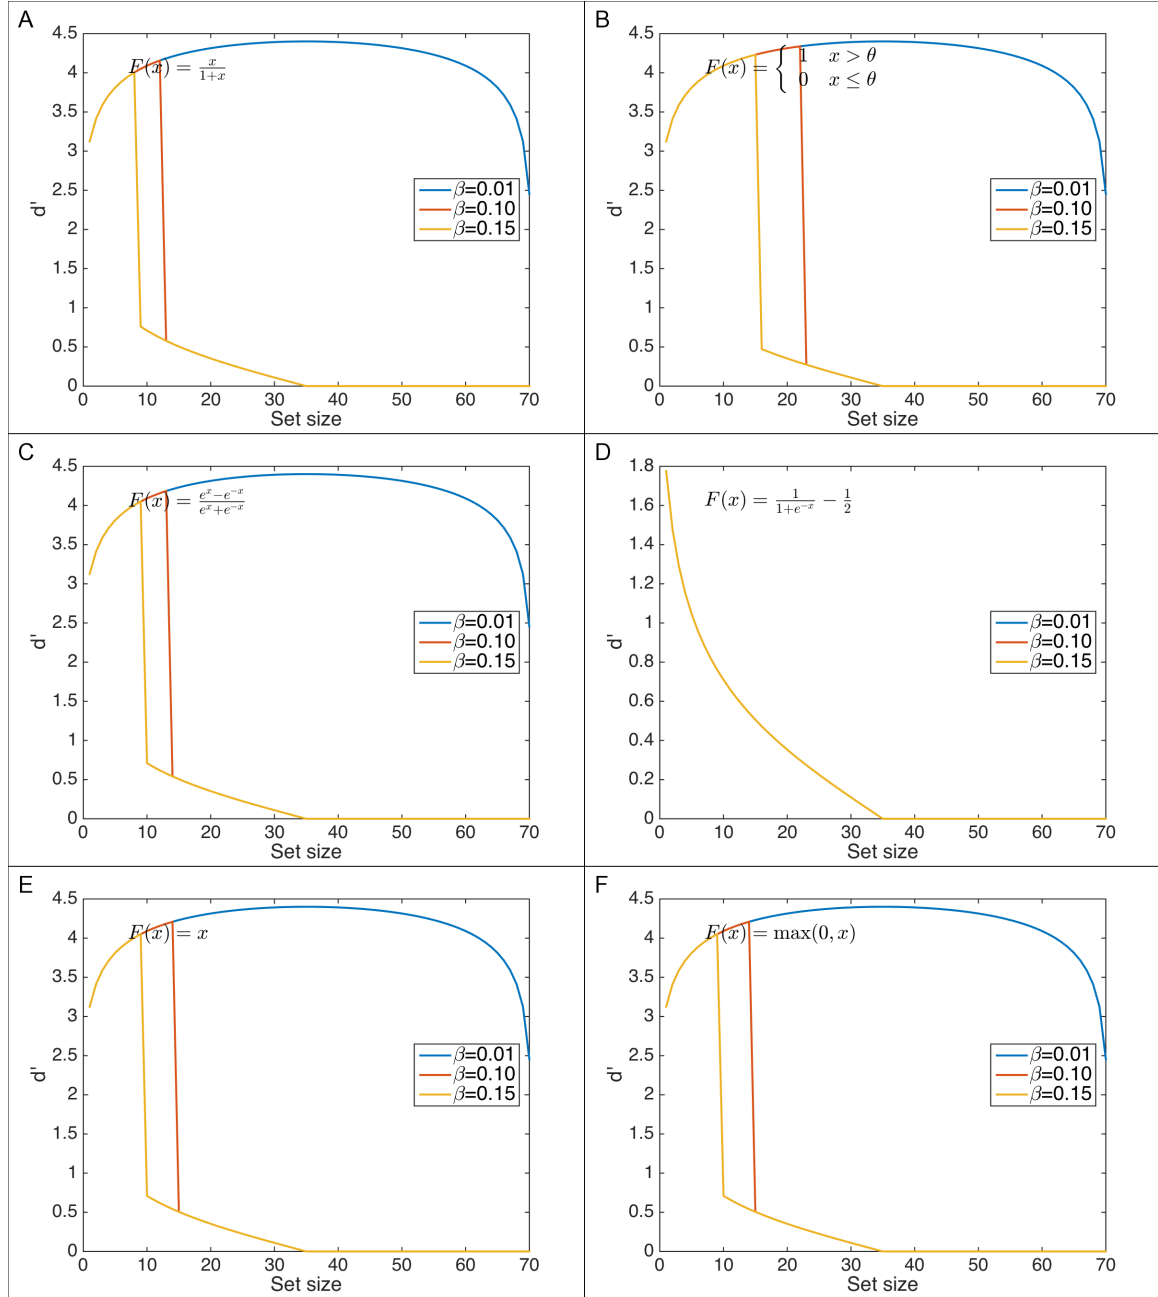 A
F(x) = x/(1+x)
4.5
4
3.5
3
2.5
2
1.5
1
0.5
0
d'
β=0.01
β=0.10
β=0.15
0 10 20 30 40 50 60 70
Set size
B
F(x) = { 1 x > θ
0 x ≤ θ
4.5
4
3.5
3
2.5
2
1.5
1
0.5
0
d'
β=0.01
β=0.10
β=0.15
0 10 20 30 40 50 60 70
Set size
C
F(x) = (e^x − e^−x)/(e^x + e^−x)
4.5
4
3.5
3
2.5
2
1.5
1
0.5
0
d'
β=0.01
β=0.10
β=0.15
0 10 20 30 40 50 60 70
Set size
D
F(x) = 1/(1+e^−x) − 1/2
1.8
1.6
1.4
1.2
1
0.8
0.6
0.4
0.2
0
d'
β=0.01
β=0.10
β=0.15
0 10 20 30 40 50 60 70
Set size
E
F(x) = x
4.5
4
3.5
3
2.5
2
1.5
1
0.5
0
d'
β=0.01
β=0.10
β=0.15
0 10 20 30 40 50 60 70
Set size
F
F(x) = max(0, x)
4.5
4
3.5
3
2.5
2
1.5
1
0.5
0
d'
β=0.01
β=0.10
β=0.15
0 10 20 30 40 50 60 70
Set size